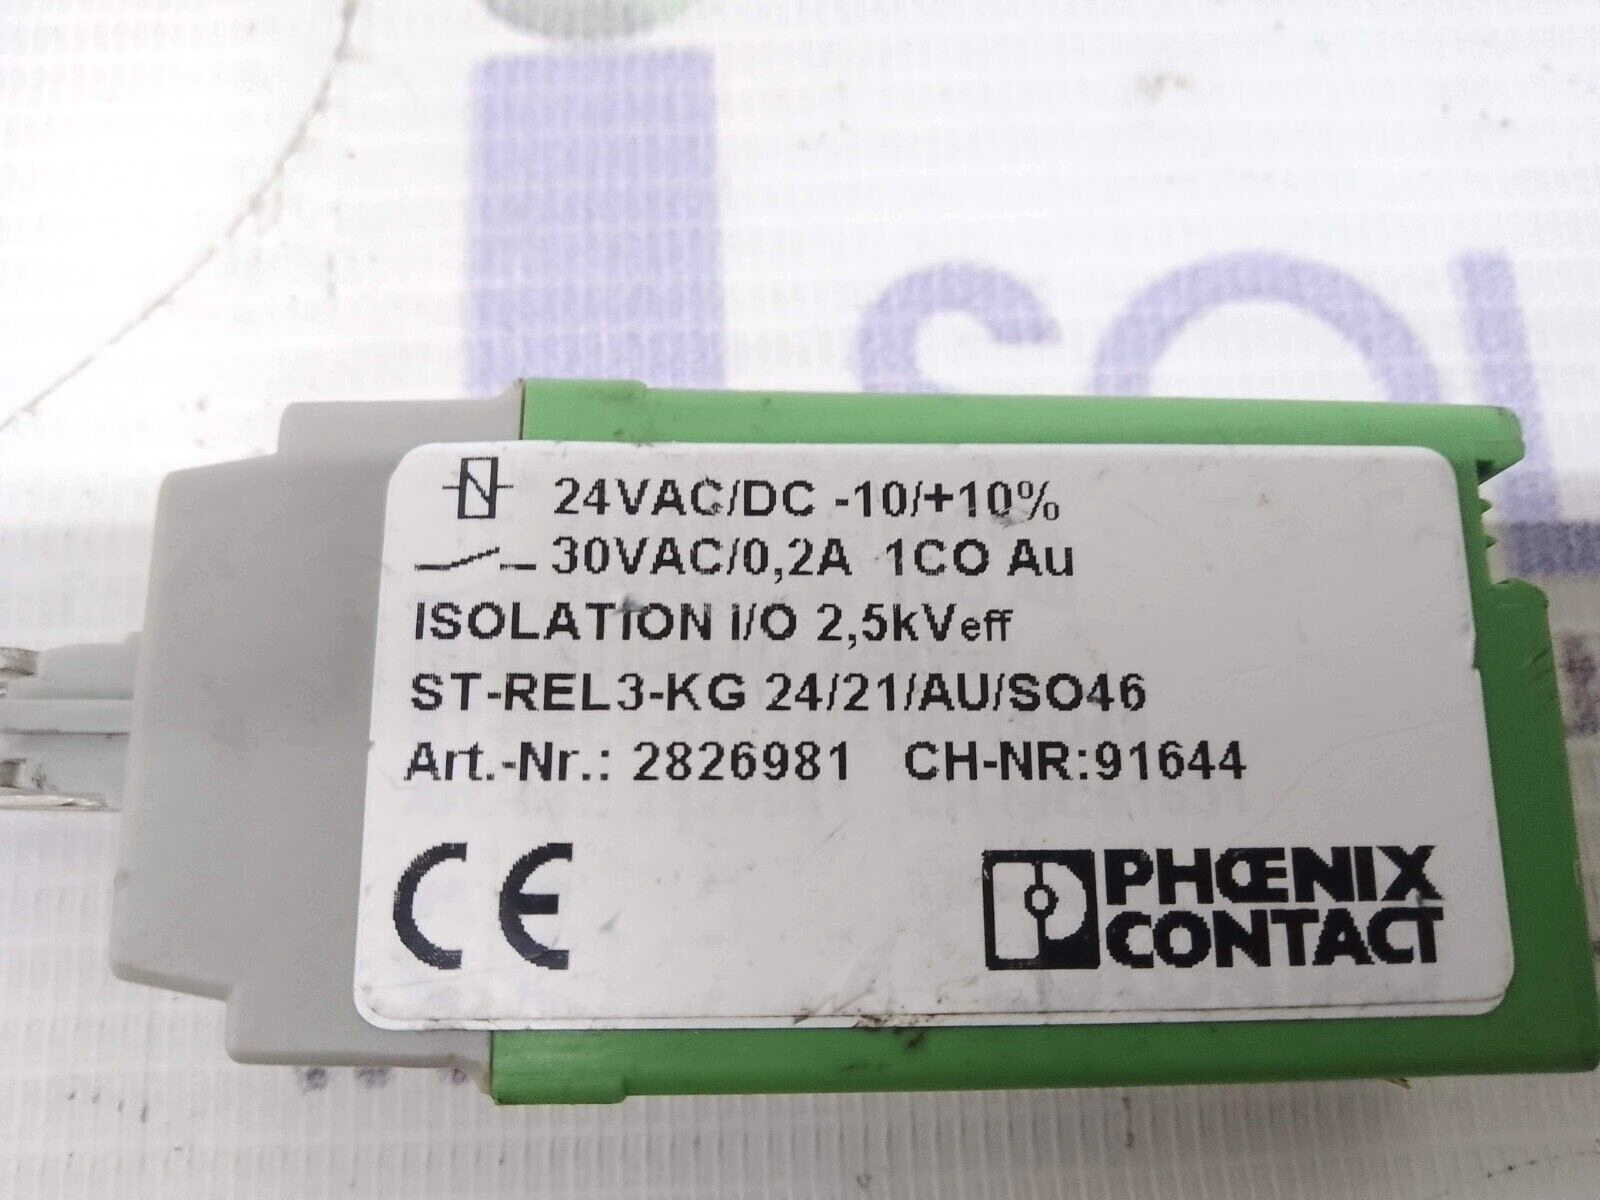 24VAC/DC -10/+10%
30VAC/0,2A 1CO Au
ISOLATION I/O 2,5kVeff
ST-REL3-KG 24/21/AU/SO46
Art.-Nr.: 2826981 CH-NR:91644
CE
PHŒNIX
CONTACT